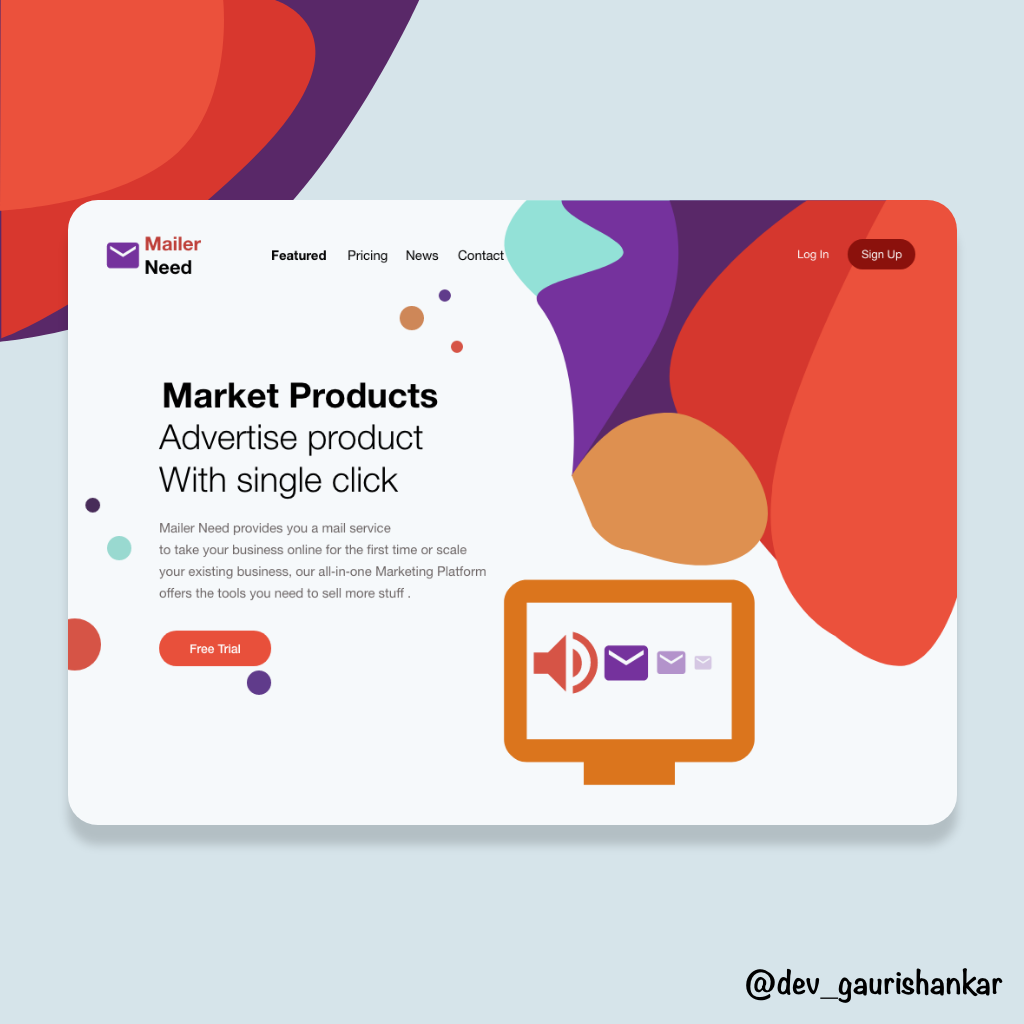 Mailer
Need
Featured Pricing News Contact Log In Sign Up
Market Products
Advertise product
With single click
Mailer Need provides you a mail service
to take your business online for the first time or scale
your existing business, our all-in-one Marketing Platform
offers the tools you need to sell more stuff .
Free Trial
@dev_gaurishankar